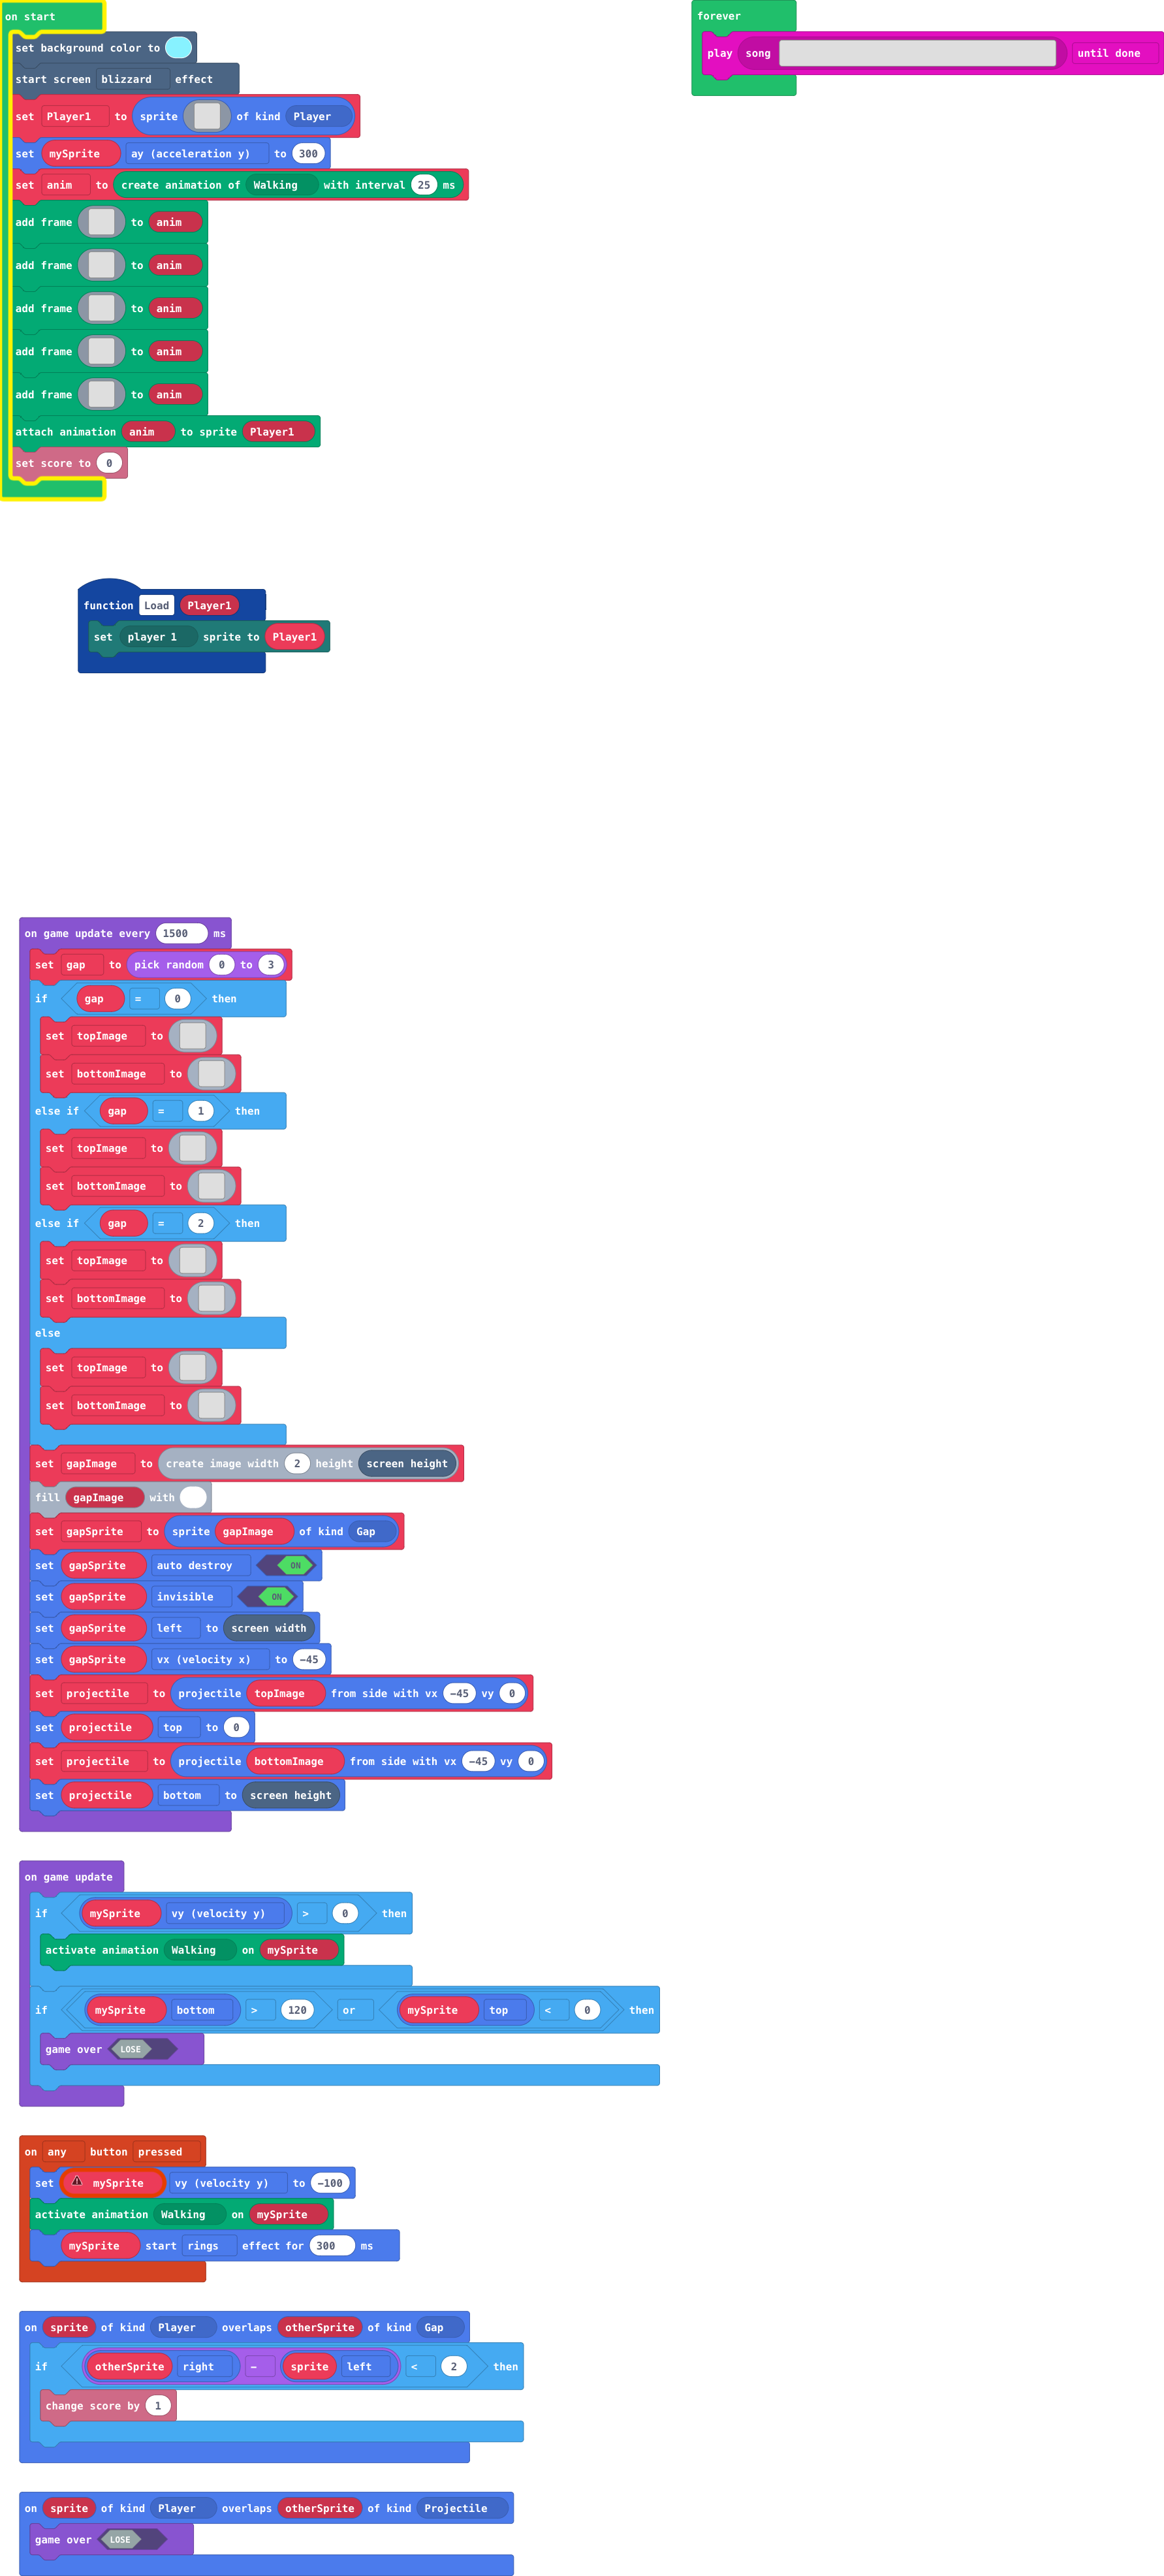 on start
set background color to
start screen blizzard effect
set Player1 to sprite of kind Player
set mySprite ay (acceleration y) to 300
set anim to create animation of Walking with interval 25 ms
add frame to anim
add frame to anim
add frame to anim
add frame to anim
add frame to anim
attach animation anim to sprite Player1
set score to 0
forever
play song until done
function Load Player1
set player 1 sprite to Player1
on game update every 1500 ms
set gap to pick random 0 to 3
if gap = 0 then
set topImage to
set bottomImage to
else if gap = 1 then
set topImage to
set bottomImage to
else if gap = 2 then
set topImage to
set bottomImage to
else
set topImage to
set bottomImage to
set gapImage to create image width 2 height screen height
fill gapImage with
set gapSprite to sprite gapImage of kind Gap
set gapSprite auto destroy ON
set gapSprite invisible ON
set gapSprite left to screen width
set gapSprite vx (velocity x) to -45
set projectile to projectile topImage from side with vx -45 vy 0
set projectile top to 0
set projectile to projectile bottomImage from side with vx -45 vy 0
set projectile bottom to screen height
on game update
if mySprite vy (velocity y) > 0 then
activate animation Walking on mySprite
if mySprite bottom > 120 or mySprite top < 0 then
game over LOSE
on any button pressed
set mySprite vy (velocity y) to -100
activate animation Walking on mySprite
mySprite start rings effect for 300 ms
on sprite of kind Player overlaps otherSprite of kind Gap
if otherSprite right - sprite left < 2 then
change score by 1
on sprite of kind Player overlaps otherSprite of kind Projectile
game over LOSE